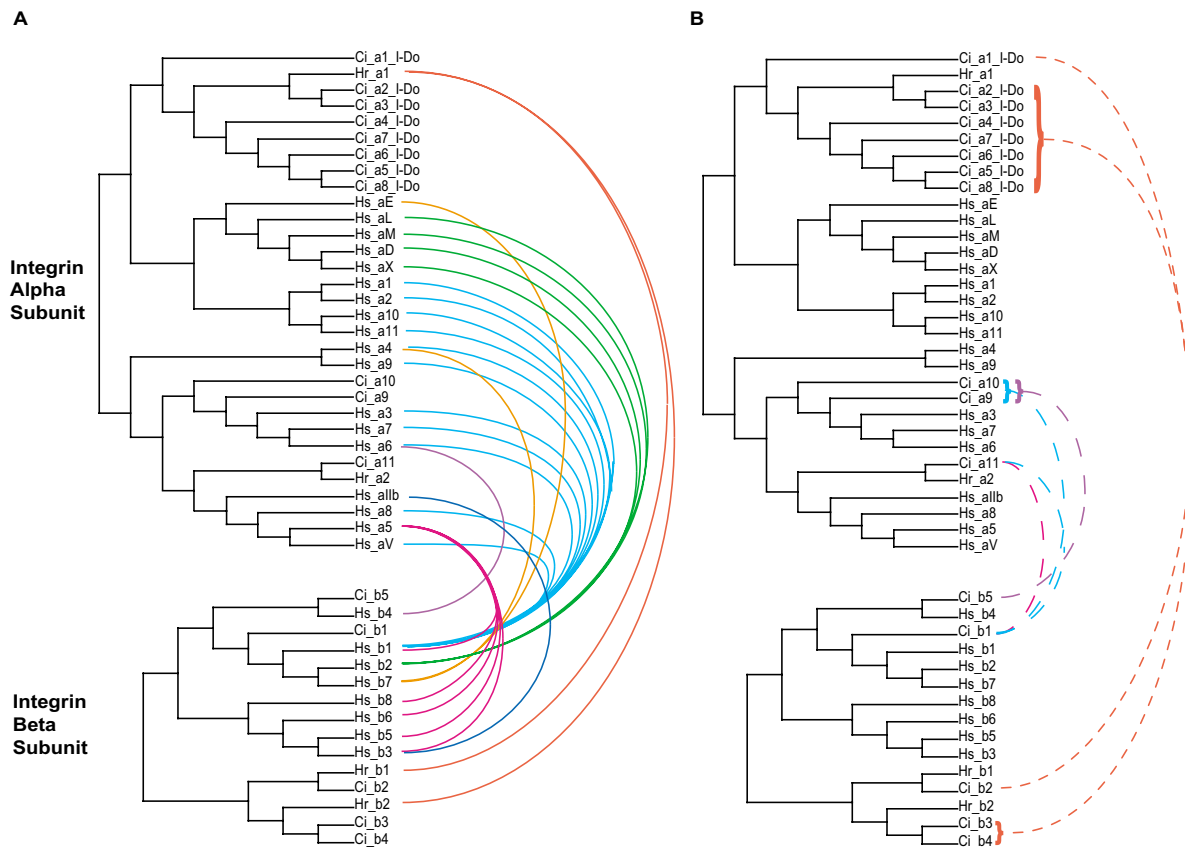 A
Ci_a1_I-Do
Hr_a1
Ci_a2_I-Do
Ci_a3_I-Do
Ci_a4_I-Do
Ci_a7_I-Do
Ci_a6_I-Do
Ci_a5_I-Do
Ci_a8_I-Do
Hs_aE
Hs_aL
Hs_aM
Hs_aD
Hs_aX
Hs_a1
Hs_a2
Hs_a10
Hs_a11
Hs_a4
Hs_a9
Ci_a10
Ci_a9
Hs_a3
Hs_a7
Hs_a6
Ci_a11
Hr_a2
Hs_aIIb
Hs_a8
Hs_a5
Hs_aV
Integrin
Alpha
Subunit
Ci_b5
Hs_b4
Ci_b1
Hs_b1
Hs_b2
Hs_b7
Hs_b8
Hs_b6
Hs_b5
Hs_b3
Hr_b1
Ci_b2
Hr_b2
Ci_b3
Ci_b4
Integrin
Beta
Subunit
B
Ci_a1_I-Do
Hr_a1
Ci_a2_I-Do
Ci_a3_I-Do
Ci_a4_I-Do
Ci_a7_I-Do
Ci_a6_I-Do
Ci_a5_I-Do
Ci_a8_I-Do
Hs_aE
Hs_aL
Hs_aM
Hs_aD
Hs_aX
Hs_a1
Hs_a2
Hs_a10
Hs_a11
Hs_a4
Hs_a9
Ci_a10
Ci_a9
Hs_a3
Hs_a7
Hs_a6
Ci_a11
Hr_a2
Hs_aIIb
Hs_a8
Hs_a5
Hs_aV
Ci_b5
Hs_b4
Ci_b1
Hs_b1
Hs_b2
Hs_b7
Hs_b8
Hs_b6
Hs_b5
Hs_b3
Hr_b1
Ci_b2
Hr_b2
Ci_b3
Ci_b4